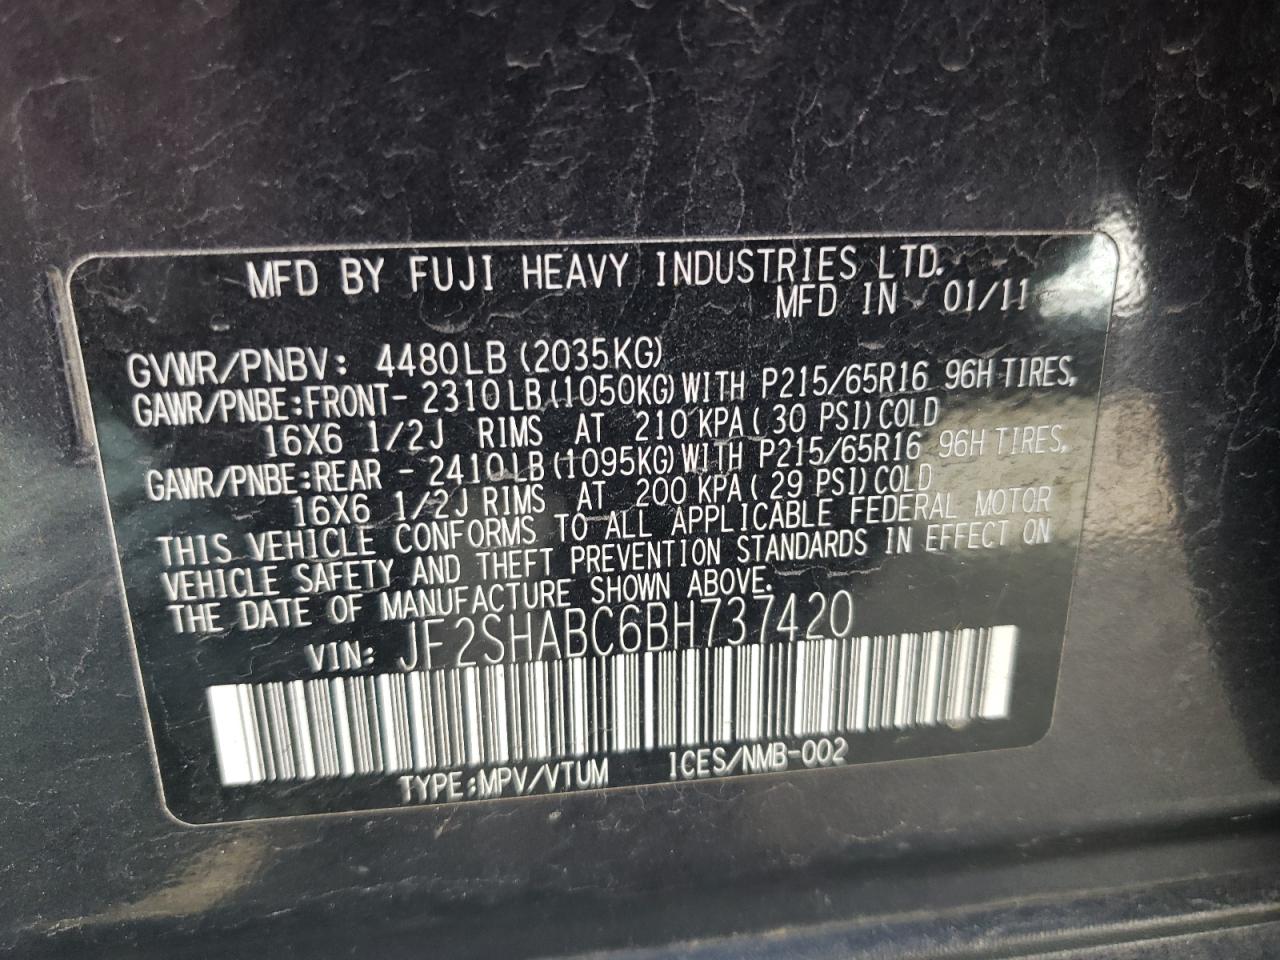 MFD BY FUJI HEAVY INDUSTRIES LTD.
MFD IN 01/11
GVWR/PNBV: 4480LB (2035KG)
GAWR/PNBE:FRONT- 2310LB (1050KG) WITH P215/65R16 96H TIRES,
16X6 1/2J RIMS AT 210 KPA ( 30 PSI) COLD
GAWR/PNBE:REAR - 2410LB (1095KG) WITH P215/65R16 96H TIRES,
16X6 1/2J RIMS AT 200 KPA ( 29 PSI) COLD
THIS VEHICLE CONFORMS TO ALL APPLICABLE FEDERAL MOTOR
VEHICLE SAFETY AND THEFT PREVENTION STANDARDS IN EFFECT ON
THE DATE OF MANUFACTURE SHOWN ABOVE.
VIN: JF2SHABC6BH737420
TYPE:MPV/VTUM 1CES/NMB-002